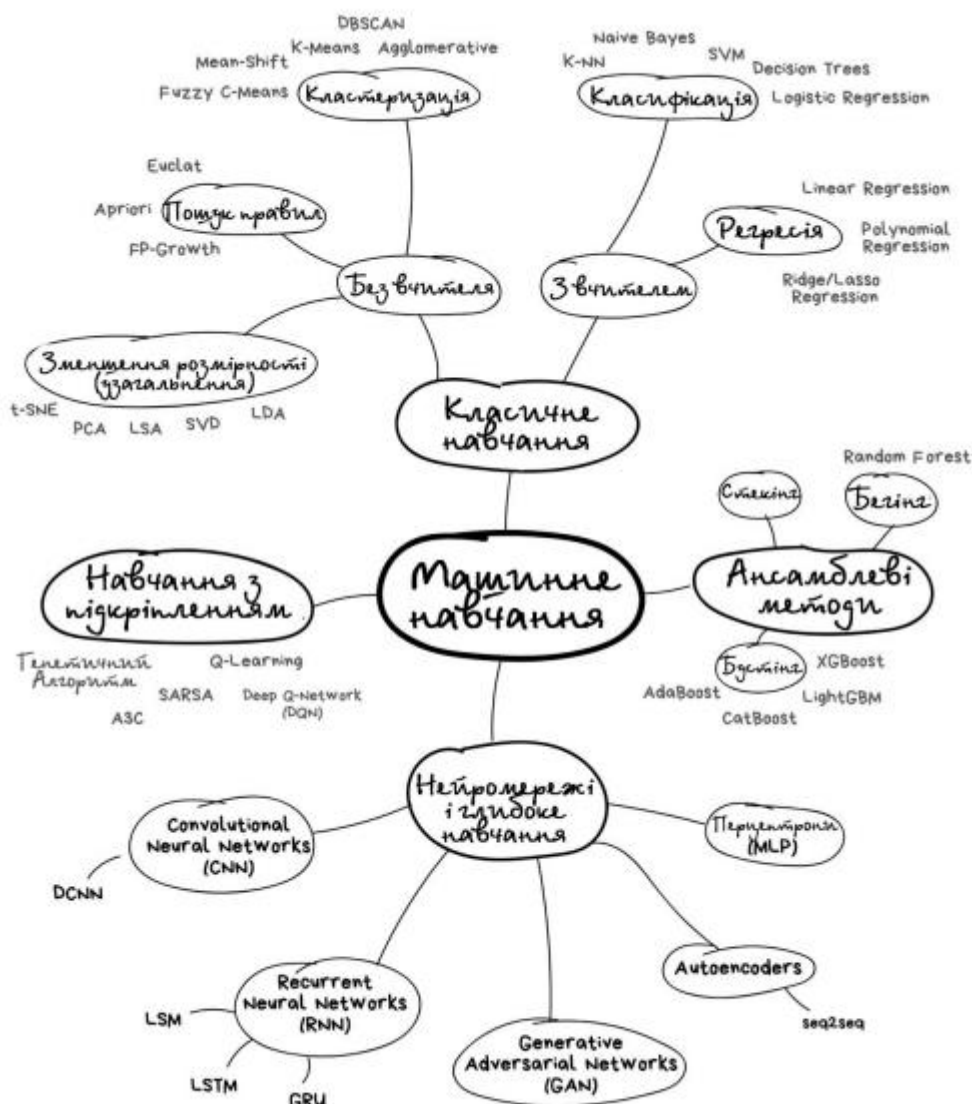 DBSCAN
K-Means
Agglomerative
Mean-Shift
Fuzzy C-Means
Кластеризація
Naive Bayes
K-NN
SVM
Decision Trees
Класифікація
Logistic Regression
Euclat
Apriori
Пошук правил
FP-Growth
Linear Regression
Регресія
Polynomial
Regression
Ridge/Lasso
Regression
Без вчителя
З вчителем
Зменшення розмірності
(узагальнення)
t-SNE
PCA
LSA
SVD
LDA
Класичне
навчання
Random Forest
Стекінг
Бегінг
Навчання з
підкріпленням
Машинне
навчання
Ансамблеві
методи
Генетичний
Алгоритм
Q-Learning
SARSA
Deep Q-Network
(DQN)
A3C
Бустінг
XGBoost
AdaBoost
LightGBM
CatBoost
Нейромережі
і глибоке
навчання
Convolutional
Neural Networks
(CNN)
DCNN
Перцептрони
(MLP)
Autoencoders
seq2seq
Recurrent
Neural Networks
(RNN)
LSM
LSTM
GRU
Generative
Adversarial Networks
(GAN)